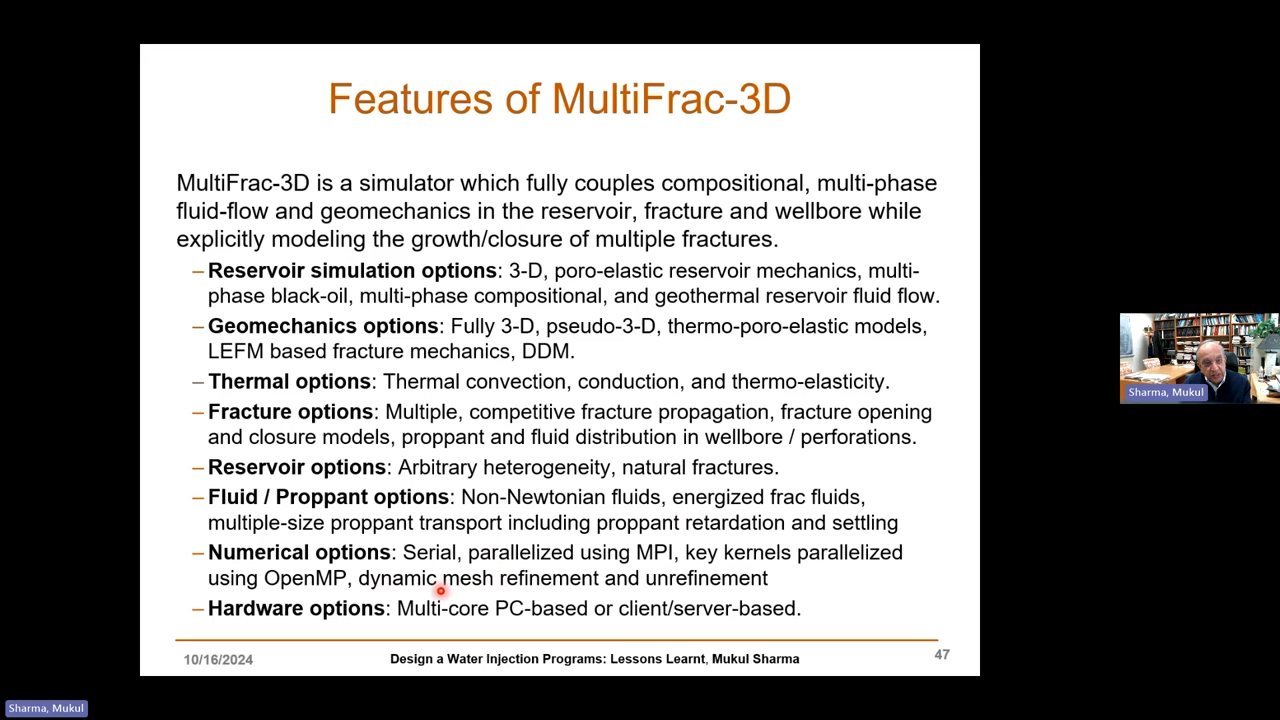 Features of MultiFrac-3D
MultiFrac-3D is a simulator which fully couples compositional, multi-phase
fluid-flow and geomechanics in the reservoir, fracture and wellbore while
explicitly modeling the growth/closure of multiple fractures.
–Reservoir simulation options: 3-D, poro-elastic reservoir mechanics, multi-
phase black-oil, multi-phase compositional, and geothermal reservoir fluid flow.
–Geomechanics options: Fully 3-D, pseudo-3-D, thermo-poro-elastic models,
LEFM based fracture mechanics, DDM.
–Thermal options: Thermal convection, conduction, and thermo-elasticity.
–Fracture options: Multiple, competitive fracture propagation, fracture opening
and closure models, proppant and fluid distribution in wellbore / perforations.
–Reservoir options: Arbitrary heterogeneity, natural fractures.
–Fluid / Proppant options: Non-Newtonian fluids, energized frac fluids,
multiple-size proppant transport including proppant retardation and settling
–Numerical options: Serial, parallelized using MPI, key kernels parallelized
using OpenMP, dynamic mesh refinement and unrefinement
–Hardware options: Multi-core PC-based or client/server-based.
10/16/2024
Design a Water Injection Programs: Lessons Learnt, Mukul Sharma
47
Sharma, Mukul
Sharma, Mukul